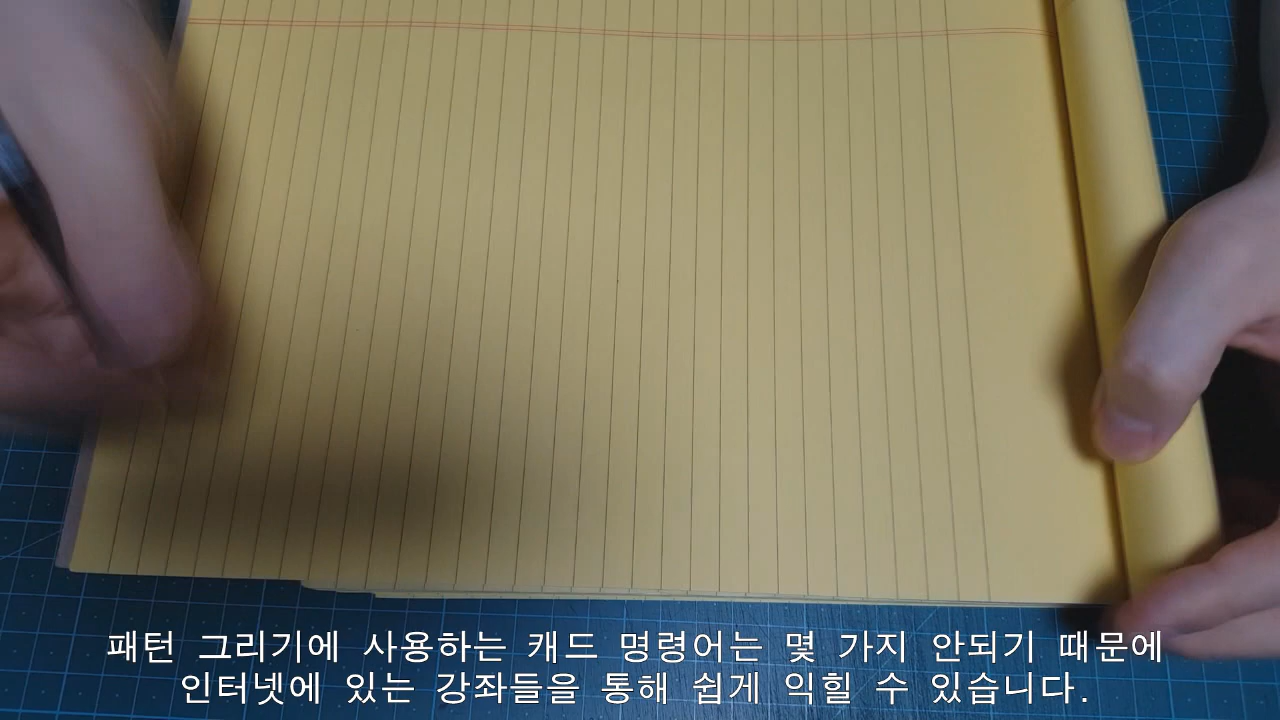 패턴 그리기에 사용하는 캐드 명령어는 몇 가지 안되기 때문에
인터넷에 있는 강좌들을 통해 쉽게 익힐 수 있습니다.